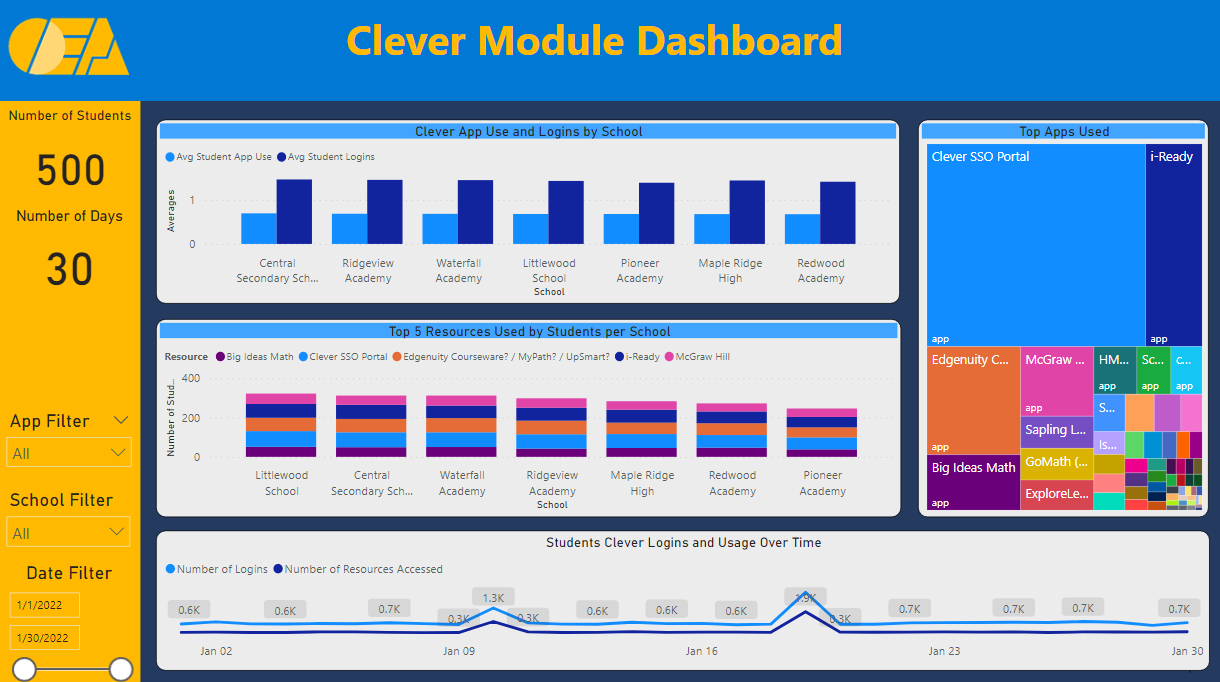 Clever Module Dashboard
Number of Students
500
Number of Days
30
App Filter
All
School Filter
All
Date Filter
1/1/2022
1/30/2022
Clever App Use and Logins by School
Avg Student App Use Avg Student Logins
Averages
1
0
Central Secondary Sch...
Ridgeview Academy
Waterfall Academy
Littlewood School
Pioneer Academy
Maple Ridge High
Redwood Academy
School
Top 5 Resources Used by Students per School
Resource Big Ideas Math Clever SSO Portal Edgenuity Courseware? / MyPath? / UpSmart? i-Ready McGraw Hill
Number of Stud...
400
200
0
Littlewood School
Central Secondary Sch...
Waterfall Academy
Ridgeview Academy
Maple Ridge High
Redwood Academy
Pioneer Academy
School
Top Apps Used
Clever SSO Portal
app
i-Ready
app
Edgenuity C...
app
Big Ideas Math
app
McGraw ...
app
Sapling L...
GoMath (...
ExploreLe...
HM...
app
Sc...
app
c...
app
S...
Is...
Students Clever Logins and Usage Over Time
Number of Logins Number of Resources Accessed
0.6K
0.6K
0.7K
0.3K
1.3K
0.3K
0.6K
0.6K
0.6K
1.9K
0.3K
0.7K
0.7K
0.7K
0.7K
Jan 02
Jan 09
Jan 16
Jan 23
Jan 30